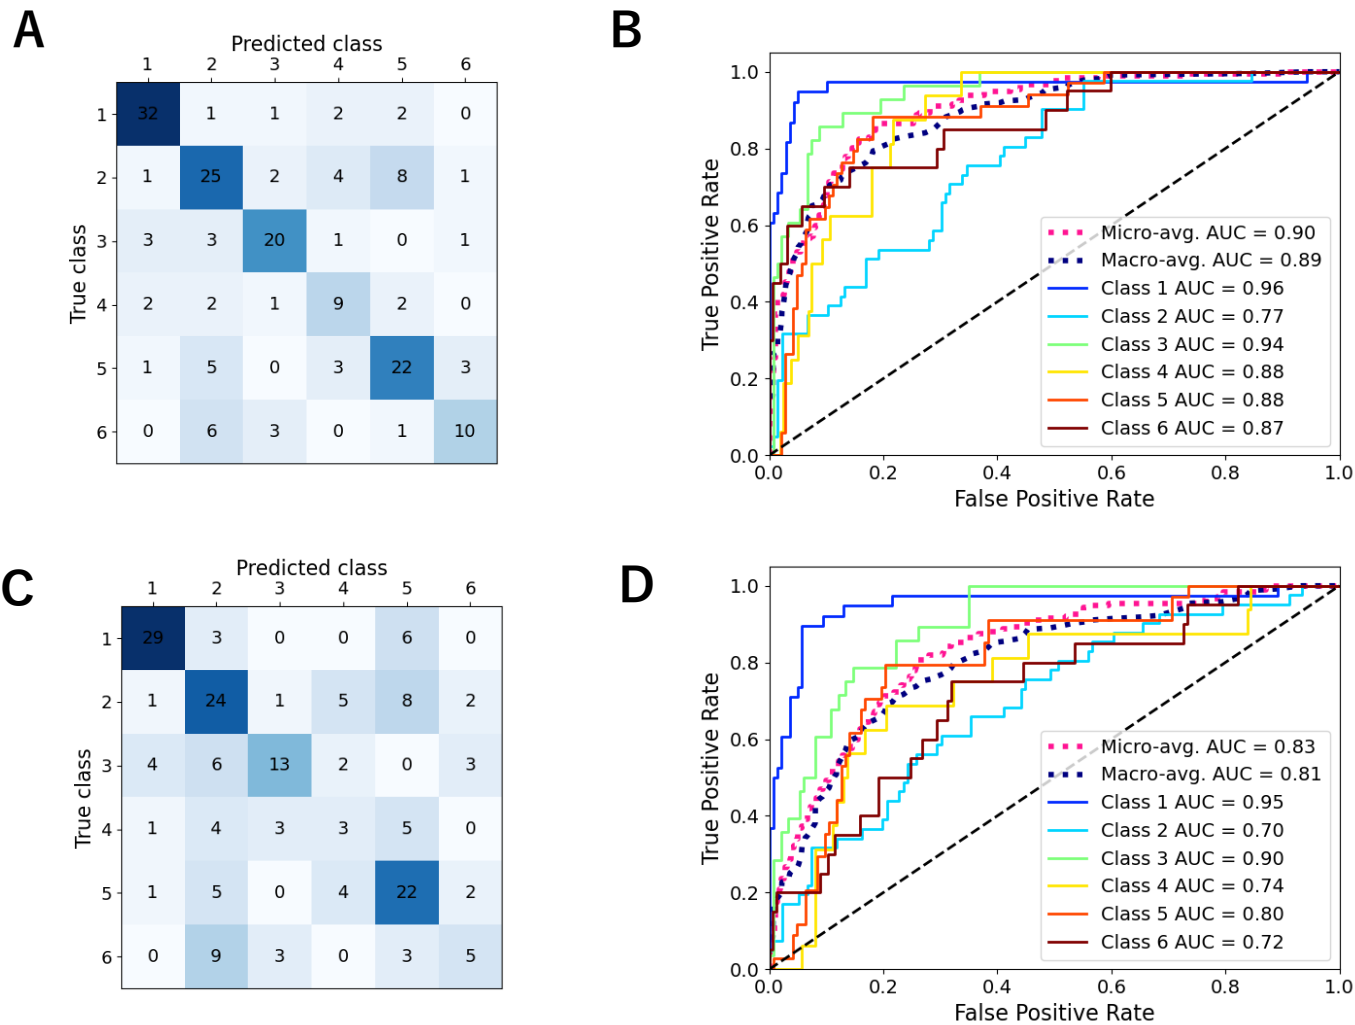 A
Predicted class
1 2 3 4 5 6
True class
1 32 1 1 2 2 0
2 1 25 2 4 8 1
3 3 3 20 1 0 1
4 2 2 1 9 2 0
5 1 5 0 3 22 3
6 0 6 3 0 1 10
B
True Positive Rate
1.0
0.8
0.6
0.4
0.2
0.0
Micro-avg. AUC = 0.90
Macro-avg. AUC = 0.89
Class 1 AUC = 0.96
Class 2 AUC = 0.77
Class 3 AUC = 0.94
Class 4 AUC = 0.88
Class 5 AUC = 0.88
Class 6 AUC = 0.87
0.0 0.2 0.4 0.6 0.8 1.0
False Positive Rate
C
Predicted class
1 2 3 4 5 6
True class
1 29 3 0 0 6 0
2 1 24 1 5 8 2
3 4 6 13 2 0 3
4 1 4 3 3 5 0
5 1 5 0 4 22 2
6 0 9 3 0 3 5
D
True Positive Rate
1.0
0.8
0.6
0.4
0.2
0.0
Micro-avg. AUC = 0.83
Macro-avg. AUC = 0.81
Class 1 AUC = 0.95
Class 2 AUC = 0.70
Class 3 AUC = 0.90
Class 4 AUC = 0.74
Class 5 AUC = 0.80
Class 6 AUC = 0.72
0.0 0.2 0.4 0.6 0.8 1.0
False Positive Rate